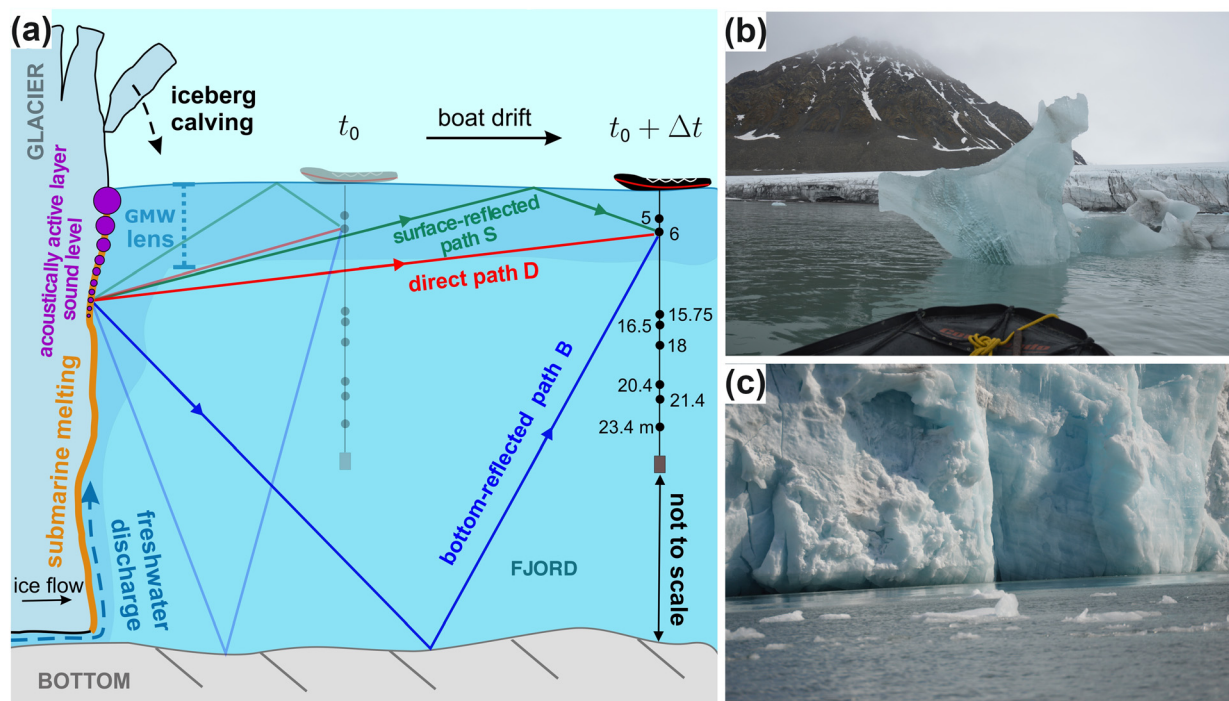 (a)
GLACIER
iceberg
calving
t₀
boat drift
t₀ + Δt
acoustically active layer
sound level
GMW
lens
surface-reflected
path S
direct path D
5
6
15.75
16.5
18
20.4
21.4
23.4 m
submarine melting
bottom-reflected path B
freshwater
discharge
ice flow
FJORD
not to scale
BOTTOM
(b)
(c)